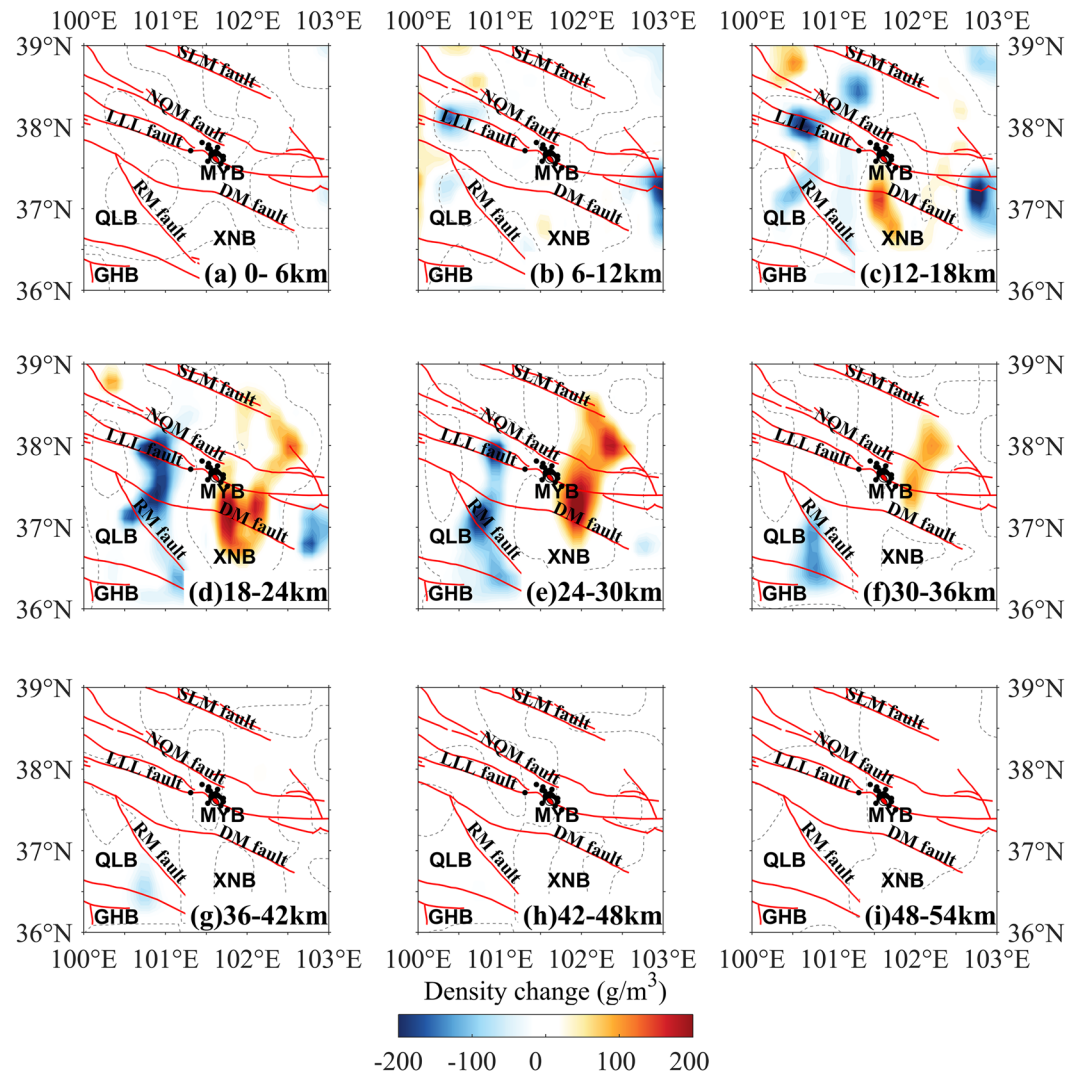 100°E 101°E 102°E 103°E 100°E 101°E 102°E 103°E 100°E 101°E 102°E 103°E
39°N 39°N
SLM fault SLM fault SLM fault
NQM fault NQM fault NQM fault
38°N 38°N
LLL fault LLL fault LLL fault
MYB MYB MYB
RM fault DM fault RM fault DM fault RM fault DM fault
37°N QLB QLB QLB 37°N
XNB XNB XNB
GHB (a) 0- 6km GHB (b) 6-12km GHB (c)12-18km
36°N 36°N
39°N 39°N
SLM fault SLM fault SLM fault
NQM fault NQM fault NQM fault
38°N 38°N
LLL fault LLL fault LLL fault
MYB MYB MYB
RM fault DM fault RM fault DM fault RM fault DM fault
37°N QLB QLB QLB 37°N
XNB XNB XNB
GHB (d)18-24km GHB (e)24-30km GHB (f)30-36km
36°N 36°N
39°N 39°N
SLM fault SLM fault SLM fault
NQM fault NQM fault NQM fault
38°N 38°N
LLL fault LLL fault LLL fault
MYB MYB MYB
RM fault DM fault RM fault DM fault RM fault DM fault
37°N QLB QLB QLB 37°N
XNB XNB XNB
GHB (g)36-42km GHB (h)42-48km GHB (i)48-54km
36°N 36°N
100°E 101°E 102°E 103°E 100°E 101°E 102°E 103°E 100°E 101°E 102°E 103°E
Density change (g/m³)
-200 -100 0 100 200